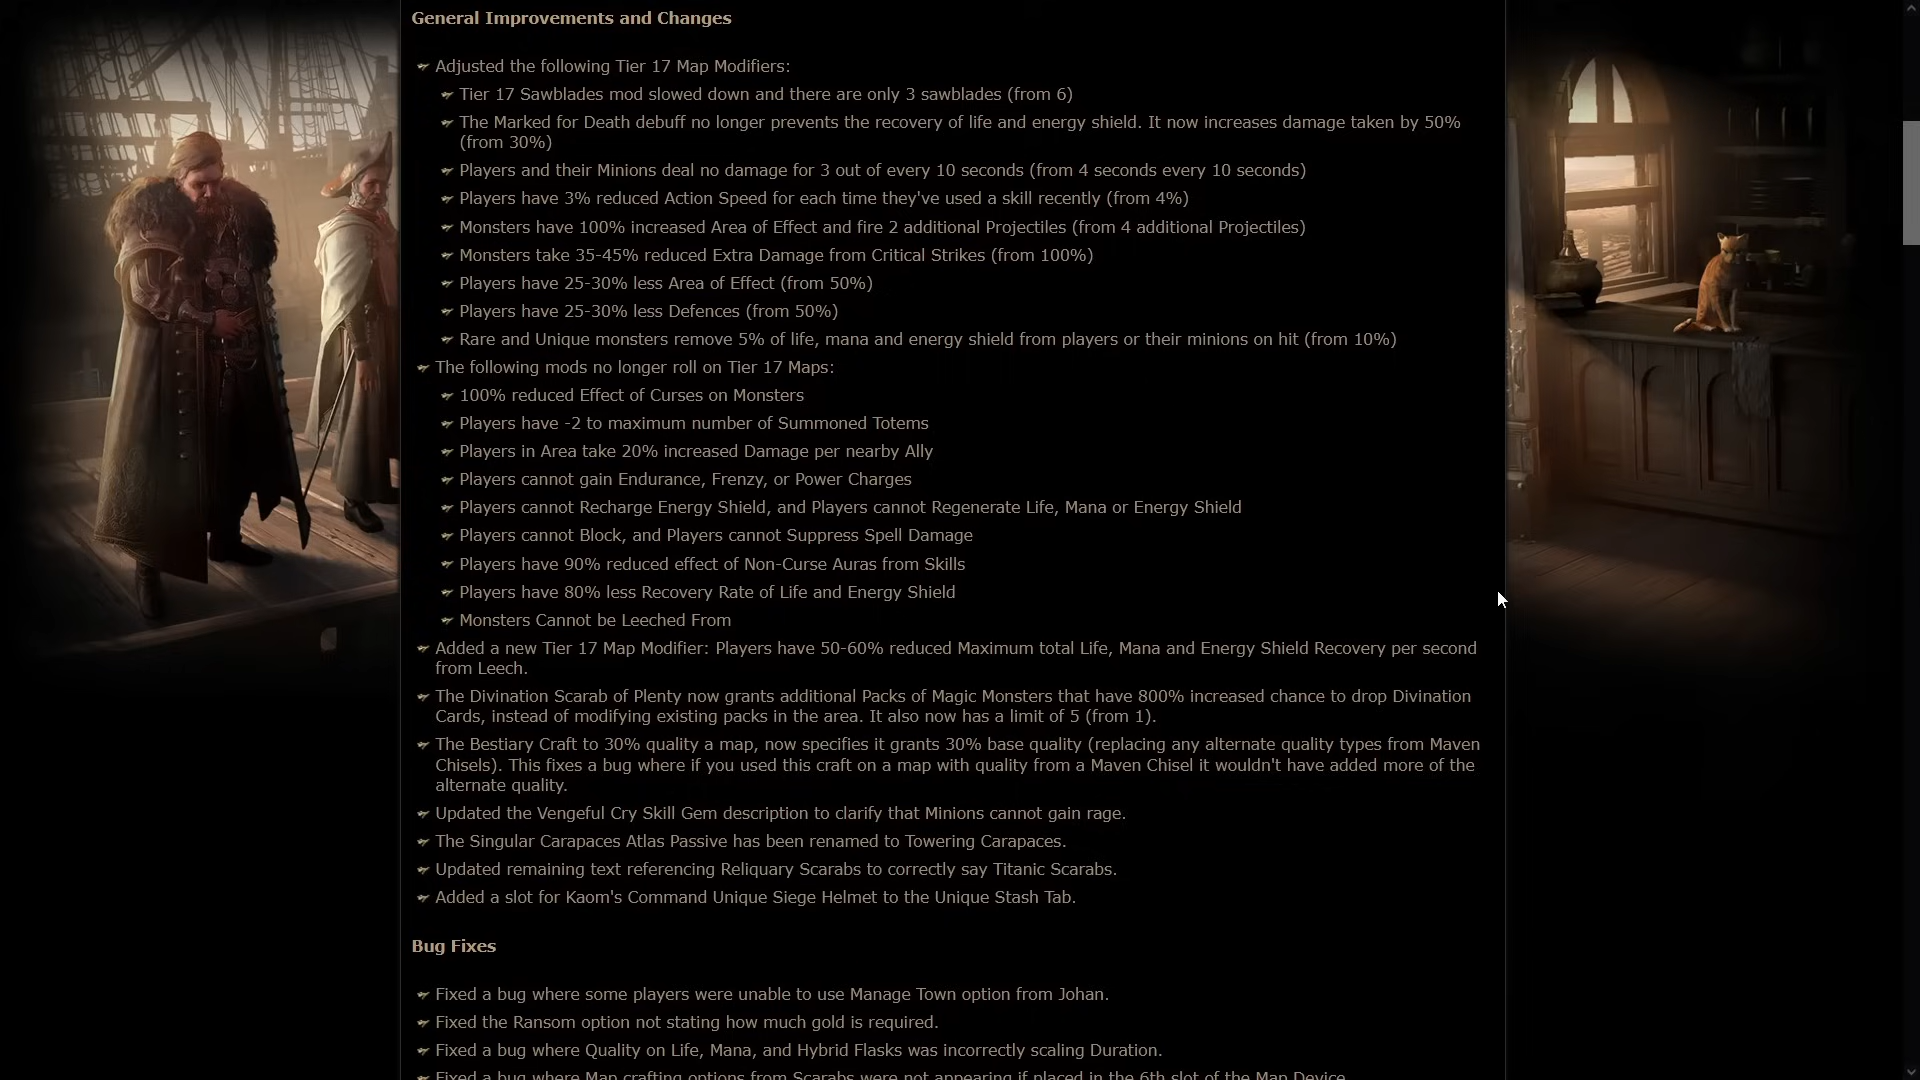 General Improvements and Changes
Adjusted the following Tier 17 Map Modifiers:
Tier 17 Sawblades mod slowed down and there are only 3 sawblades (from 6)
The Marked for Death debuff no longer prevents the recovery of life and energy shield. It now increases damage taken by 50%
(from 30%)
Players and their Minions deal no damage for 3 out of every 10 seconds (from 4 seconds every 10 seconds)
Players have 3% reduced Action Speed for each time they've used a skill recently (from 4%)
Monsters have 100% increased Area of Effect and fire 2 additional Projectiles (from 4 additional Projectiles)
Monsters take 35-45% reduced Extra Damage from Critical Strikes (from 100%)
Players have 25-30% less Area of Effect (from 50%)
Players have 25-30% less Defences (from 50%)
Rare and Unique monsters remove 5% of life, mana and energy shield from players or their minions on hit (from 10%)
The following mods no longer roll on Tier 17 Maps:
100% reduced Effect of Curses on Monsters
Players have -2 to maximum number of Summoned Totems
Players in Area take 20% increased Damage per nearby Ally
Players cannot gain Endurance, Frenzy, or Power Charges
Players cannot Recharge Energy Shield, and Players cannot Regenerate Life, Mana or Energy Shield
Players cannot Block, and Players cannot Suppress Spell Damage
Players have 90% reduced effect of Non-Curse Auras from Skills
Players have 80% less Recovery Rate of Life and Energy Shield
Monsters Cannot be Leeched From
Added a new Tier 17 Map Modifier: Players have 50-60% reduced Maximum total Life, Mana and Energy Shield Recovery per second
from Leech.
The Divination Scarab of Plenty now grants additional Packs of Magic Monsters that have 800% increased chance to drop Divination
Cards, instead of modifying existing packs in the area. It also now has a limit of 5 (from 1).
The Bestiary Craft to 30% quality a map, now specifies it grants 30% base quality (replacing any alternate quality types from Maven
Chisels). This fixes a bug where if you used this craft on a map with quality from a Maven Chisel it wouldn't have added more of the
alternate quality.
Updated the Vengeful Cry Skill Gem description to clarify that Minions cannot gain rage.
The Singular Carapaces Atlas Passive has been renamed to Towering Carapaces.
Updated remaining text referencing Reliquary Scarabs to correctly say Titanic Scarabs.
Added a slot for Kaom's Command Unique Siege Helmet to the Unique Stash Tab.
Bug Fixes
Fixed a bug where some players were unable to use Manage Town option from Johan.
Fixed the Ransom option not stating how much gold is required.
Fixed a bug where Quality on Life, Mana, and Hybrid Flasks was incorrectly scaling Duration.
Fixed a bug where Map crafting options from Scarabs were not appearing if placed in the 6th slot of the Map Device.